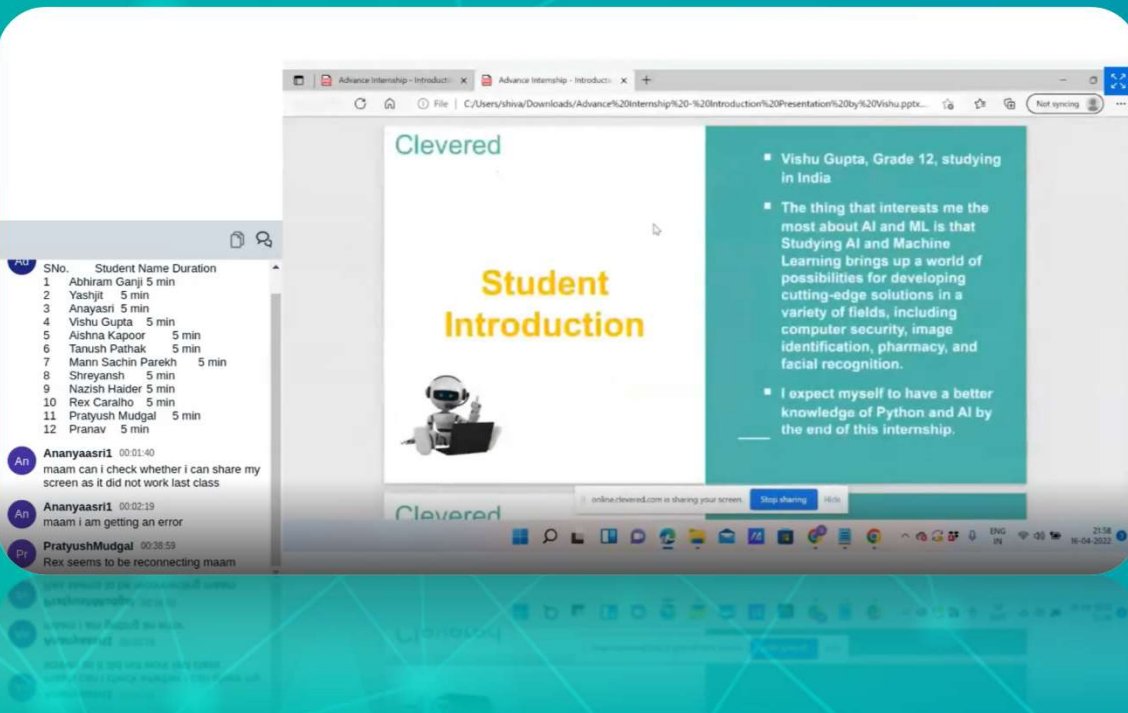 Advance Internship - Introducti
Advance Internship - Introductio
File
C:/Users/shiva/Downloads/Advance%20Internship%20-%20Introduction%20Presentation%20by%20Vishu.pptx...
Not syncing
Clevered
Student
Introduction
Vishu Gupta, Grade 12, studying
in India
The thing that interests me the
most about AI and ML is that
Studying AI and Machine
Learning brings up a world of
possibilities for developing
cutting-edge solutions in a
variety of fields, including
computer security, image
identification, pharmacy, and
facial recognition.
I expect myself to have a better
knowledge of Python and AI by
the end of this internship.
Clevered
online.clevered.com is sharing your screen.
Stop sharing
Hide
ENG
IN
21:58
16-04-2022
Ad
SNo. Student Name Duration
1 Abhiram Ganji 5 min
2 Yashjit 5 min
3 Anayasri 5 min
4 Vishu Gupta 5 min
5 Aishna Kapoor 5 min
6 Tanush Pathak 5 min
7 Mann Sachin Parekh 5 min
8 Shreyansh 5 min
9 Nazish Haider 5 min
10 Rex Caralho 5 min
11 Pratyush Mudgal 5 min
12 Pranav 5 min
An
Ananyaasri1 00:01:40
maam can i check whether i can share my
screen as it did not work last class
An
Ananyaasri1 00:02:19
maam i am getting an error
Pr
PratyushMudgal 00:38:59
Rex seems to be reconnecting maam